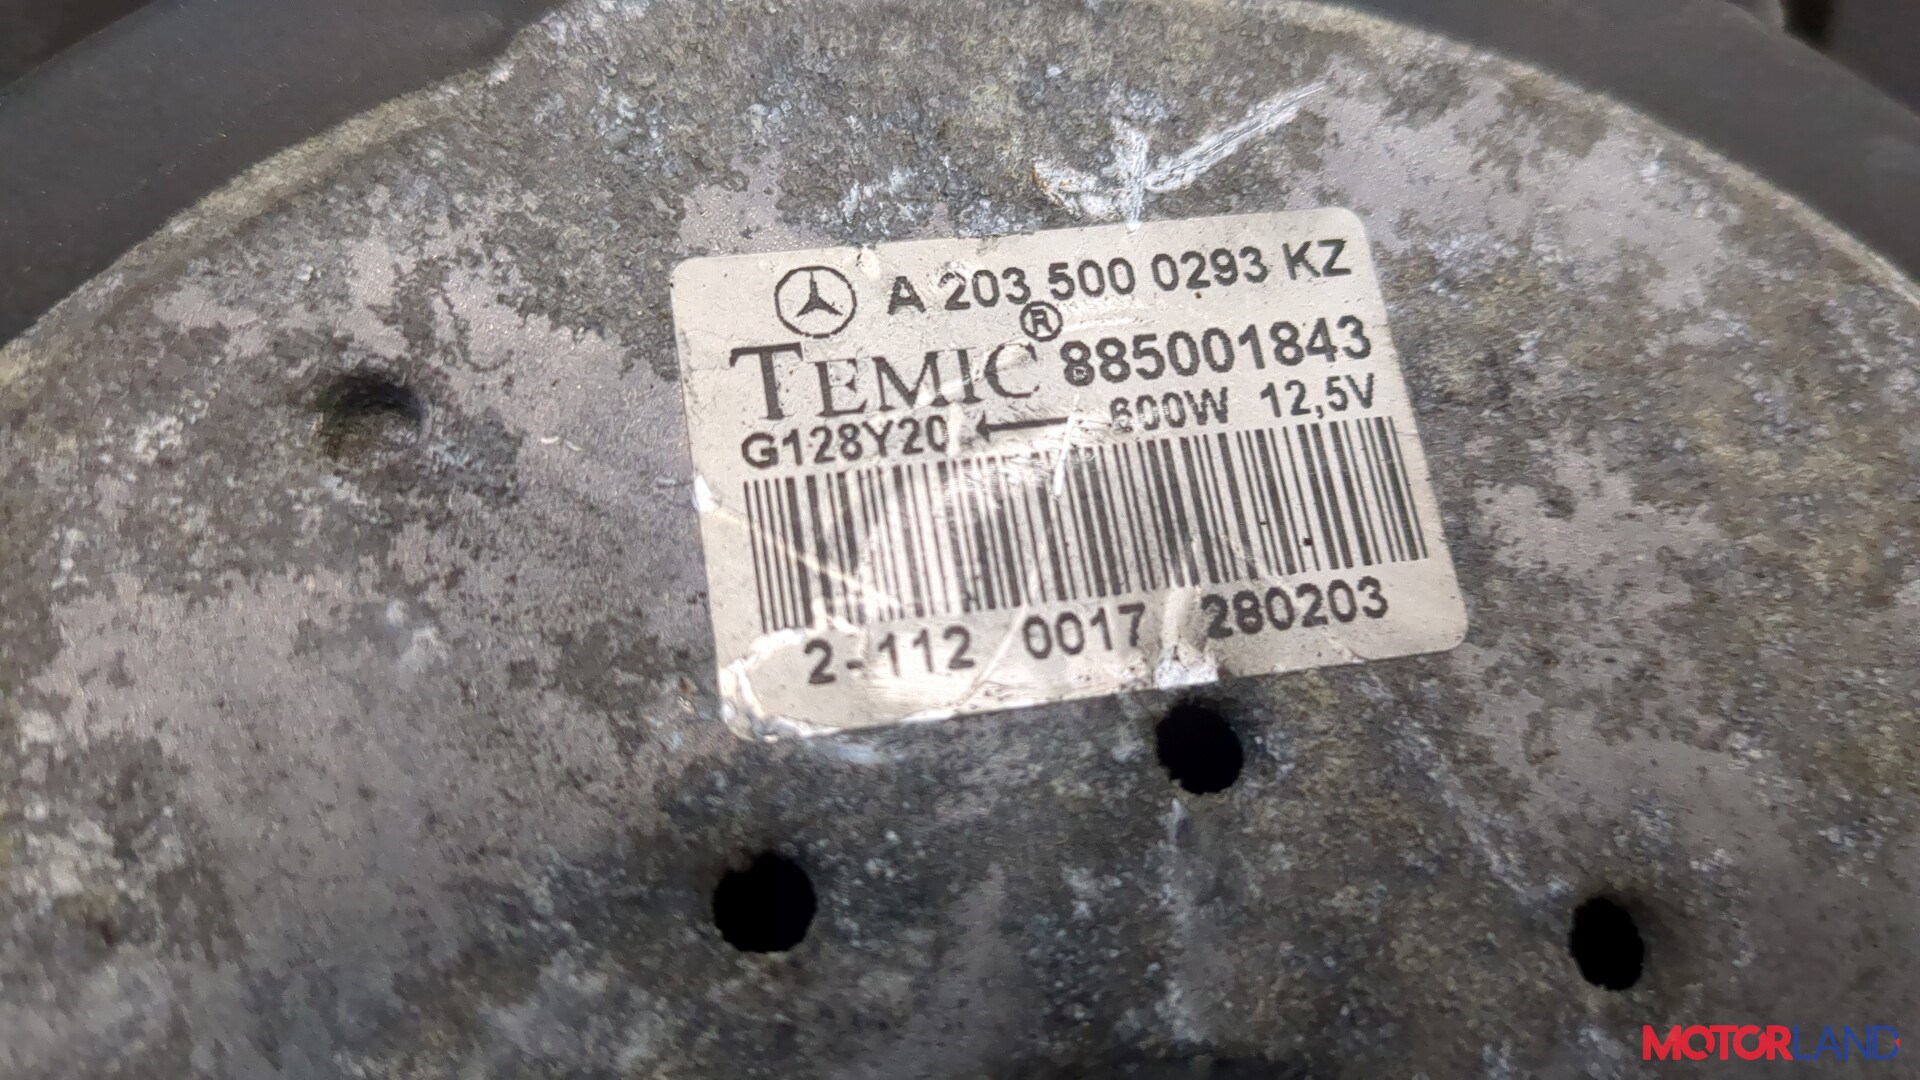 A 203 500 0293 KZ
TEMIC® 885001843
G128Y20 ← 600W 12,5V
2-112 0017 280203
MOTORLAND